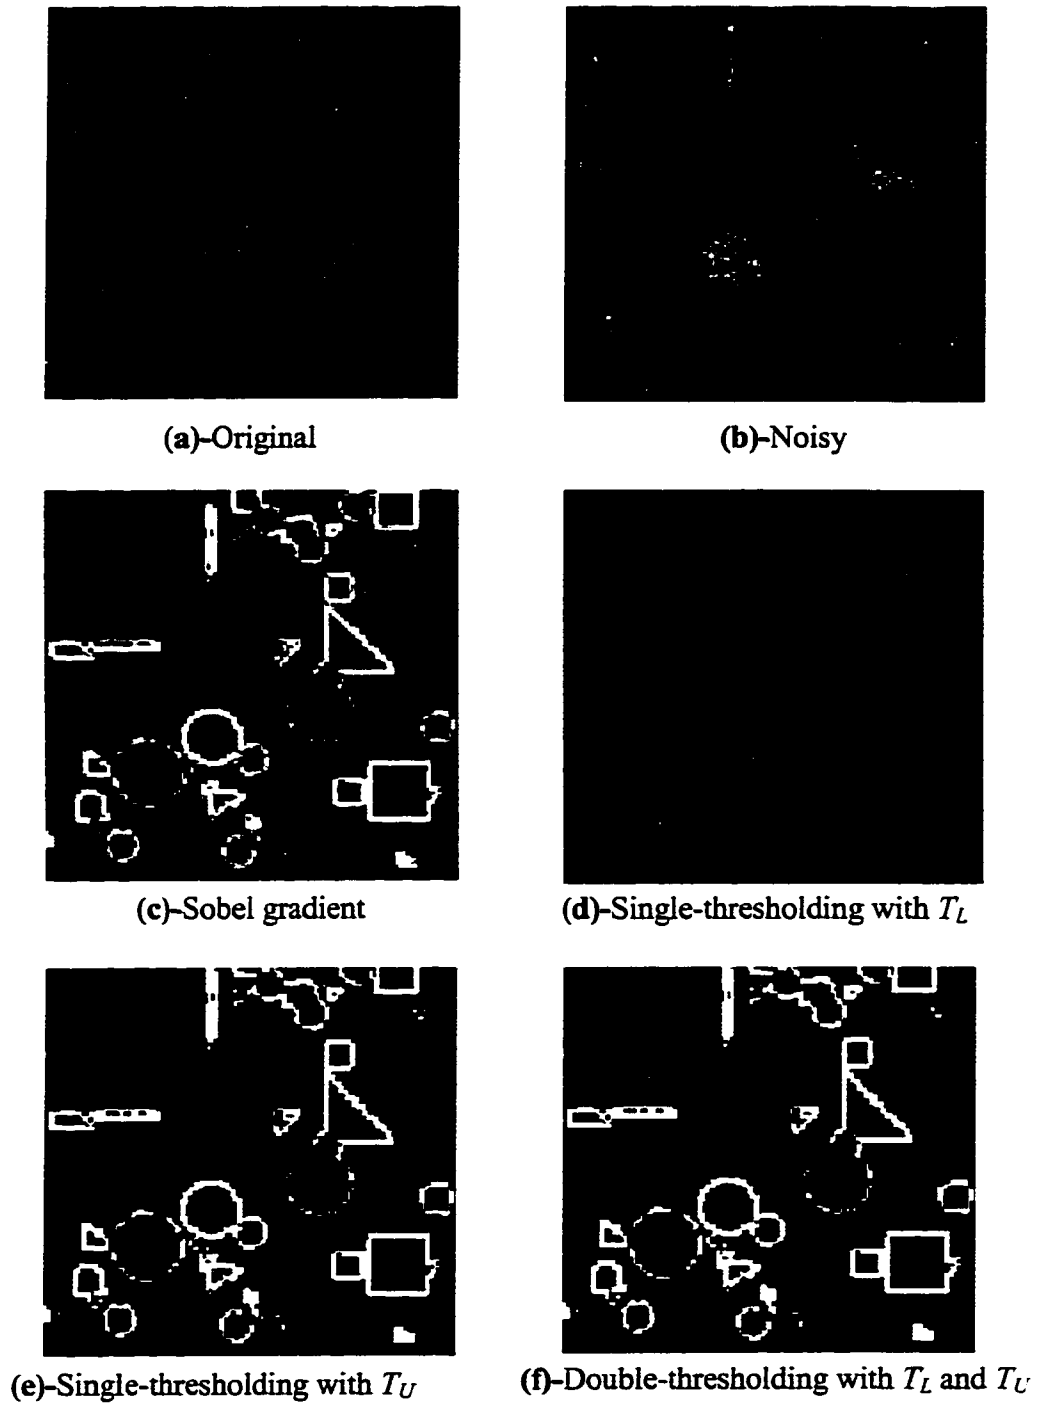 (a)-Original
(b)-Noisy
(c)-Sobel gradient
(d)-Single-thresholding with T_L
(e)-Single-thresholding with T_U
(f)-Double-thresholding with T_L and T_U